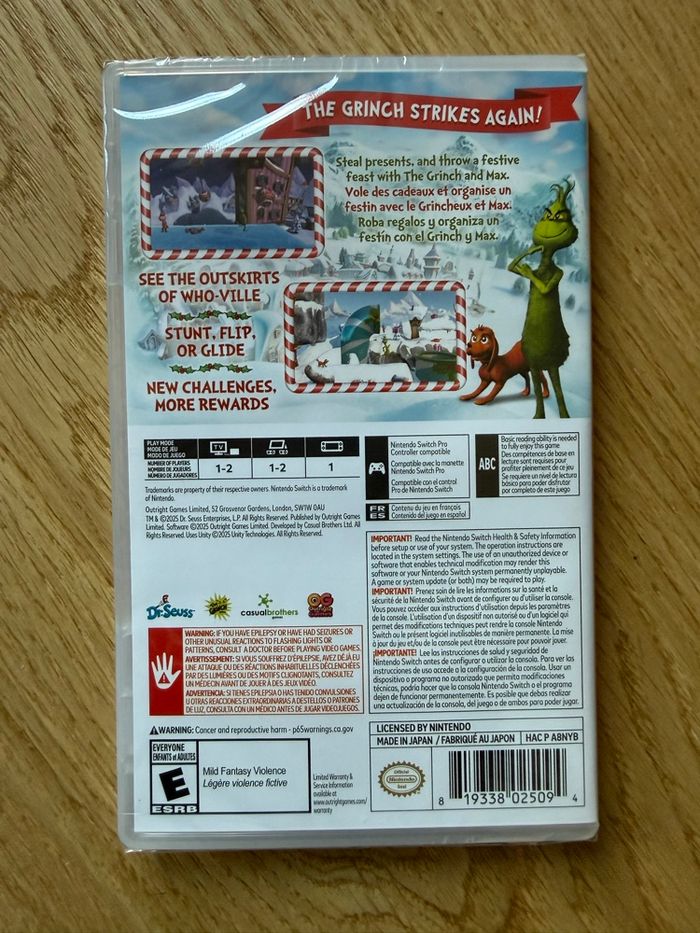 THE GRINCH STRIKES AGAIN!
Steal presents, and throw a festive
feast with The Grinch and Max.
Vole des cadeaux et organise un
festin avec le Grincheux et Max.
Roba regalos y organiza un
festín con el Grinch y Max.
SEE THE OUTSKIRTS
OF WHO-VILLE
STUNT, FLIP,
OR GLIDE
NEW CHALLENGES,
MORE REWARDS
PLAY MODE
MODE DE JEU
MODO DE JUEGO
TV
NUMBER OF PLAYERS
NOMBRE DE JOUEURS
NÚMERO DE JUGADORES
1-2
1-2
1
Nintendo Switch Pro
Controller compatible
Compatible avec la manette
Nintendo Switch Pro
Compatible con el control
Pro de Nintendo Switch
ABC
Basic reading ability is needed
to fully enjoy this game
Des compétences de base en
lecture sont requises pour
profiter pleinement de ce jeu
Se requiere un nivel de lectura
básico para poder disfrutar
por completo de este juego
FR Contenu du jeu en français
ES Contenido del juego en español
Trademarks are property of their respective owners. Nintendo Switch is a trademark
of Nintendo.
Outright Games Limited, 52 Grosvenor Gardens, London, SW1W 0AU
TM & ©2025 Dr. Seuss Enterprises, L.P. All Rights Reserved. Published by Outright Games
Limited. Software ©2025 Outright Games Limited. Developed by Casual Brothers Ltd. All
Rights Reserved. Uses Unity ©2025 Unity Technologies. All Rights Reserved.
IMPORTANT! Read the Nintendo Switch Health & Safety Information
before setup or use of your system. The operation instructions are
located in the system settings. The use of an unauthorized device or
software that enables technical modification may render this
software or your Nintendo Switch system permanently unplayable.
A game or system update (or both) may be required to play.
IMPORTANT! Prenez soin de lire les informations sur la santé et la
sécurité de la Nintendo Switch avant de configurer ou d'utiliser la console.
Vous pouvez accéder aux instructions d'utilisation depuis les paramètres
de la console. L'utilisation d'un dispositif non autorisé ou d'un logiciel qui
permet des modifications techniques pourrait rendre la console Nintendo
Switch ou le présent logiciel inutilisables de manière permanente. La mise
à jour du jeu et/ou de la console peut être nécessaire pour pouvoir jouer.
¡IMPORTANTE! Lee las instrucciones de salud y seguridad de
Nintendo Switch antes de configurar o utilizar la consola. Para ver las
instrucciones de uso accede a la configuración de la consola. Usar un
dispositivo o programa no autorizado que permita modificaciones
técnicas, podría hacer que la consola Nintendo Switch o el programa
dejen de funcionar permanentemente. Es posible que debas realizar
una actualización de la consola, del juego o de ambos para poder jugar.
Dr. Seuss
casualbrothers
games
OG
WARNING: IF YOU HAVE EPILEPSY OR HAVE HAD SEIZURES OR
OTHER UNUSUAL REACTIONS TO FLASHING LIGHTS OR
PATTERNS, CONSULT A DOCTOR BEFORE PLAYING VIDEO GAMES.
AVERTISSEMENT: SI VOUS SOUFFREZ D'ÉPILEPSIE, AVEZ DÉJÀ EU
UNE ATTAQUE OU DES RÉACTIONS INHABITUELLES DÉCLENCHÉES
PAR DES LUMIÈRES OU DES MOTIFS CLIGNOTANTS, CONSULTEZ
UN MÉDECIN AVANT DE JOUER À DES JEUX VIDÉO.
ADVERTENCIA: SI TIENES EPILEPSIA O HAS TENIDO CONVULSIONES
U OTRAS REACCIONES EXTRAORDINARIAS A DESTELLOS O PATRONES
DE LUZ, CONSULTA CON UN MÉDICO ANTES DE JUGAR VIDEOJUEGOS.
WARNING: Cancer and reproductive harm - p65warnings.ca.gov
EVERYONE
ENFANTS et ADULTES
E
ESRB
Mild Fantasy Violence
Légère violence fictive
Limited Warranty &
Service Information
available at
www.outrightgames.com/
warranty
LICENSED BY NINTENDO
MADE IN JAPAN / FABRIQUÉ AU JAPON
HAC P A8NYB
Official
Nintendo
Seal
8 19338 02509 4